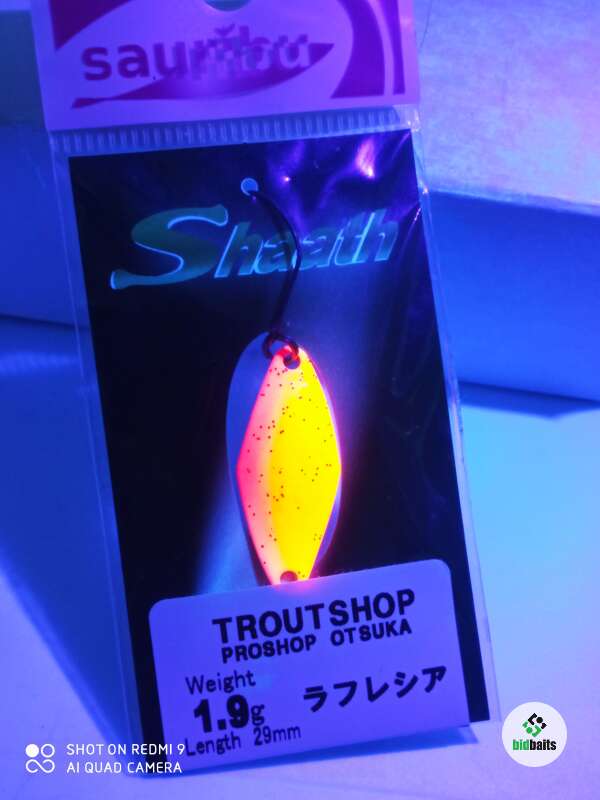 sauribu
Shaath
TROUTSHOP
PROSHOP OTSUKA
Weight
1.9g
ラフレシア
Length 29mm
SHOT ON REDMI 9
AI QUAD CAMERA
bidbaits